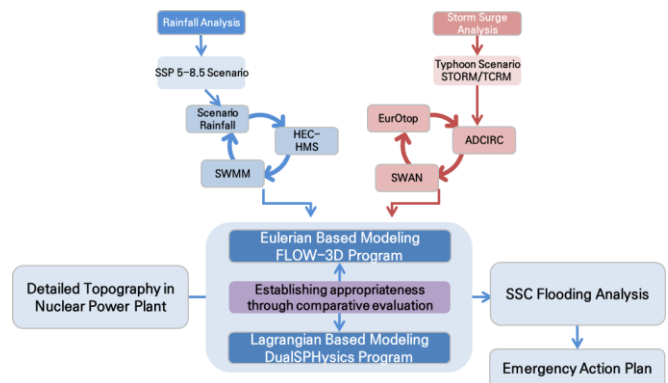 Rainfall Analysis
Storm Surge
Analysis
SSP 5-8.5 Scenario
Typhoon Scenario
STORM/TCRM
Scenario
Rainfall
HEC-
HMS
SWMM
EurOtop
ADCIRC
SWAN
Eulerian Based Modeling
FLOW-3D Program
Detailed Topography in
Nuclear Power Plant
Establishing appropriateness
through comparative evaluation
SSC Flooding Analysis
Lagrangian Based Modeling
DualSPHysics Program
Emergency Action Plan